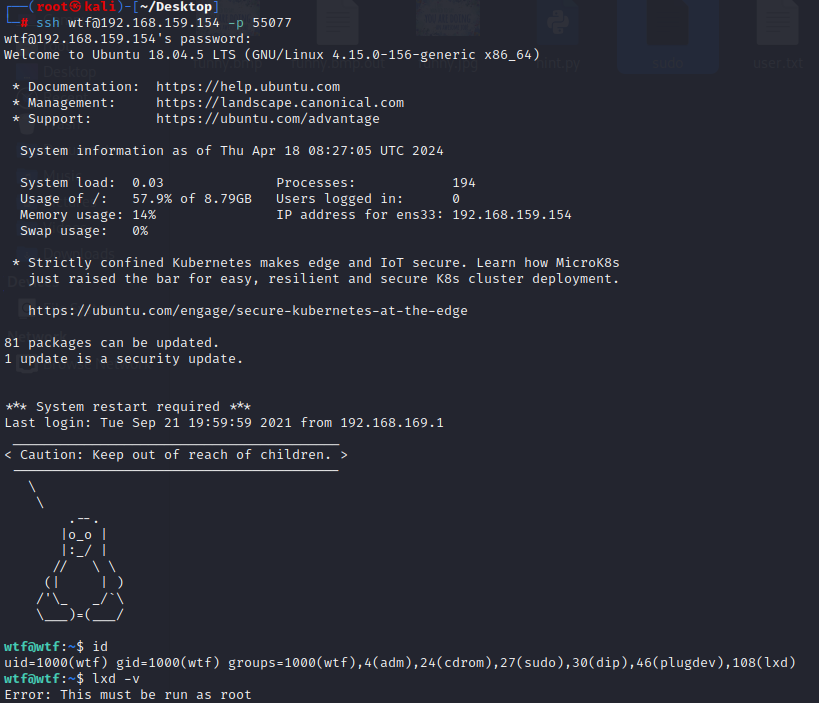 ┌──(root㉿kali)-[~/Desktop]
└─# ssh wtf@192.168.159.154 -p 55077
wtf@192.168.159.154's password:
Welcome to Ubuntu 18.04.5 LTS (GNU/Linux 4.15.0-156-generic x86_64)

 * Documentation:  https://help.ubuntu.com
 * Management:     https://landscape.canonical.com
 * Support:        https://ubuntu.com/advantage

  System information as of Thu Apr 18 08:27:05 UTC 2024

  System load:  0.03              Processes:             194
  Usage of /:   57.9% of 8.79GB   Users logged in:       0
  Memory usage: 14%               IP address for ens33: 192.168.159.154
  Swap usage:   0%

 * Strictly confined Kubernetes makes edge and IoT secure. Learn how MicroK8s
   just raised the bar for easy, resilient and secure K8s cluster deployment.

   https://ubuntu.com/engage/secure-kubernetes-at-the-edge

81 packages can be updated.
1 update is a security update.

*** System restart required ***
Last login: Tue Sep 21 19:59:59 2021 from 192.168.169.1
 _________________________________________
< Caution: Keep out of reach of children. >
 -----------------------------------------
   \
    \
        .--.
       |o_o |
       |:_/ |
      //   \ \
     (|     | )
    /'\_   _/`\
    \___)=(___/

wtf@wtf:~$ id
uid=1000(wtf) gid=1000(wtf) groups=1000(wtf),4(adm),24(cdrom),27(sudo),30(dip),46(plugdev),108(lxd)
wtf@wtf:~$ lxd -v
Error: This must be run as root